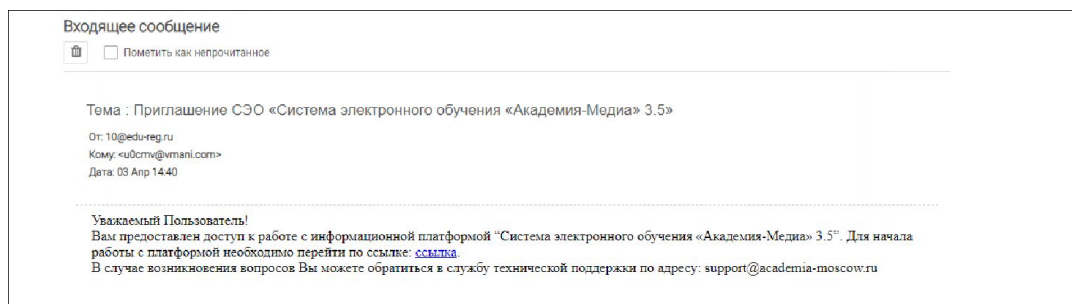 Входящее сообщение
Пометить как непрочитанное
Тема : Приглашение СЭО «Система электронного обучения «Академия-Медиа» 3.5»
От: 10@edu-reg.ru
Кому: <u0cmv@vmani.com>
Дата: 03 Апр 14:40
Уважаемый Пользователь!
Вам предоставлен доступ к работе с информационной платформой “Система электронного обучения «Академия-Медиа» 3.5”. Для начала
работы с платформой необходимо перейти по ссылке: ссылка.
В случае возникновения вопросов Вы можете обратиться в службу технической поддержки по адресу: support@academia-moscow.ru